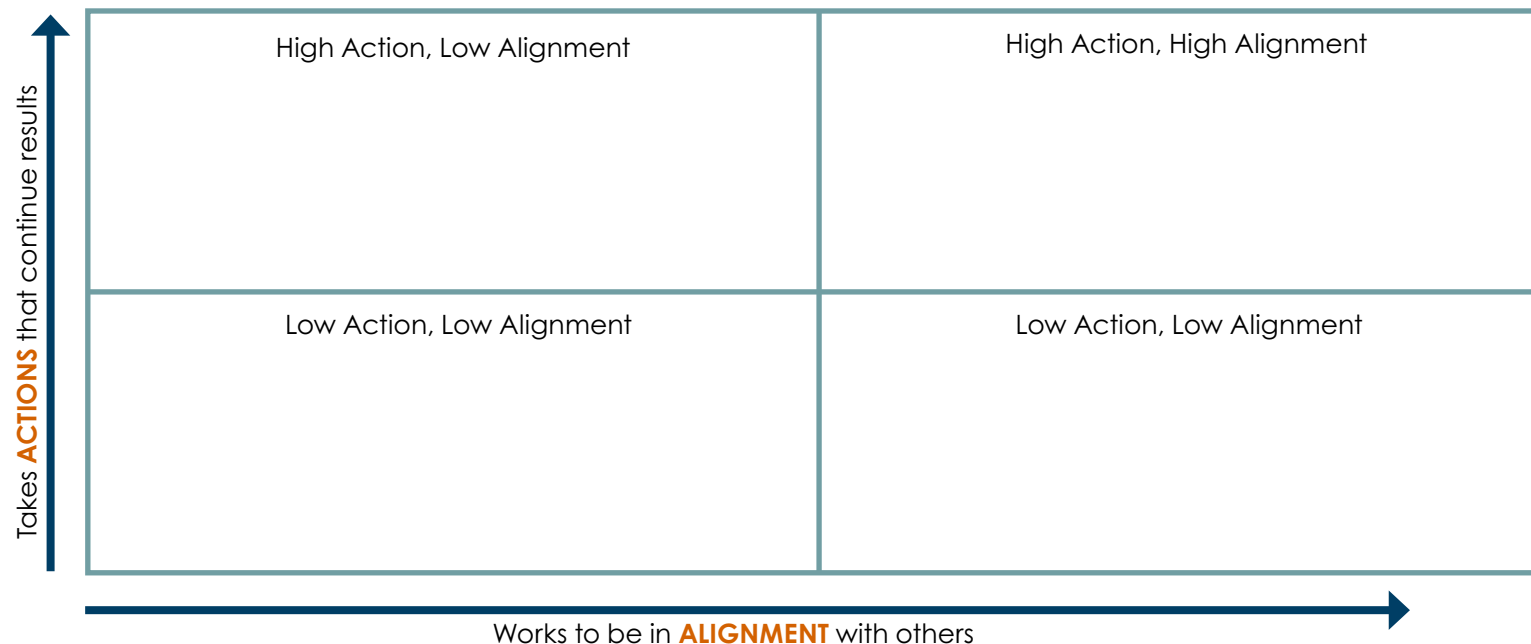 High Action, Low Alignment
High Action, High Alignment
Takes ACTIONS that continue results
Low Action, Low Alignment
Low Action, Low Alignment
Works to be in ALIGNMENT with others